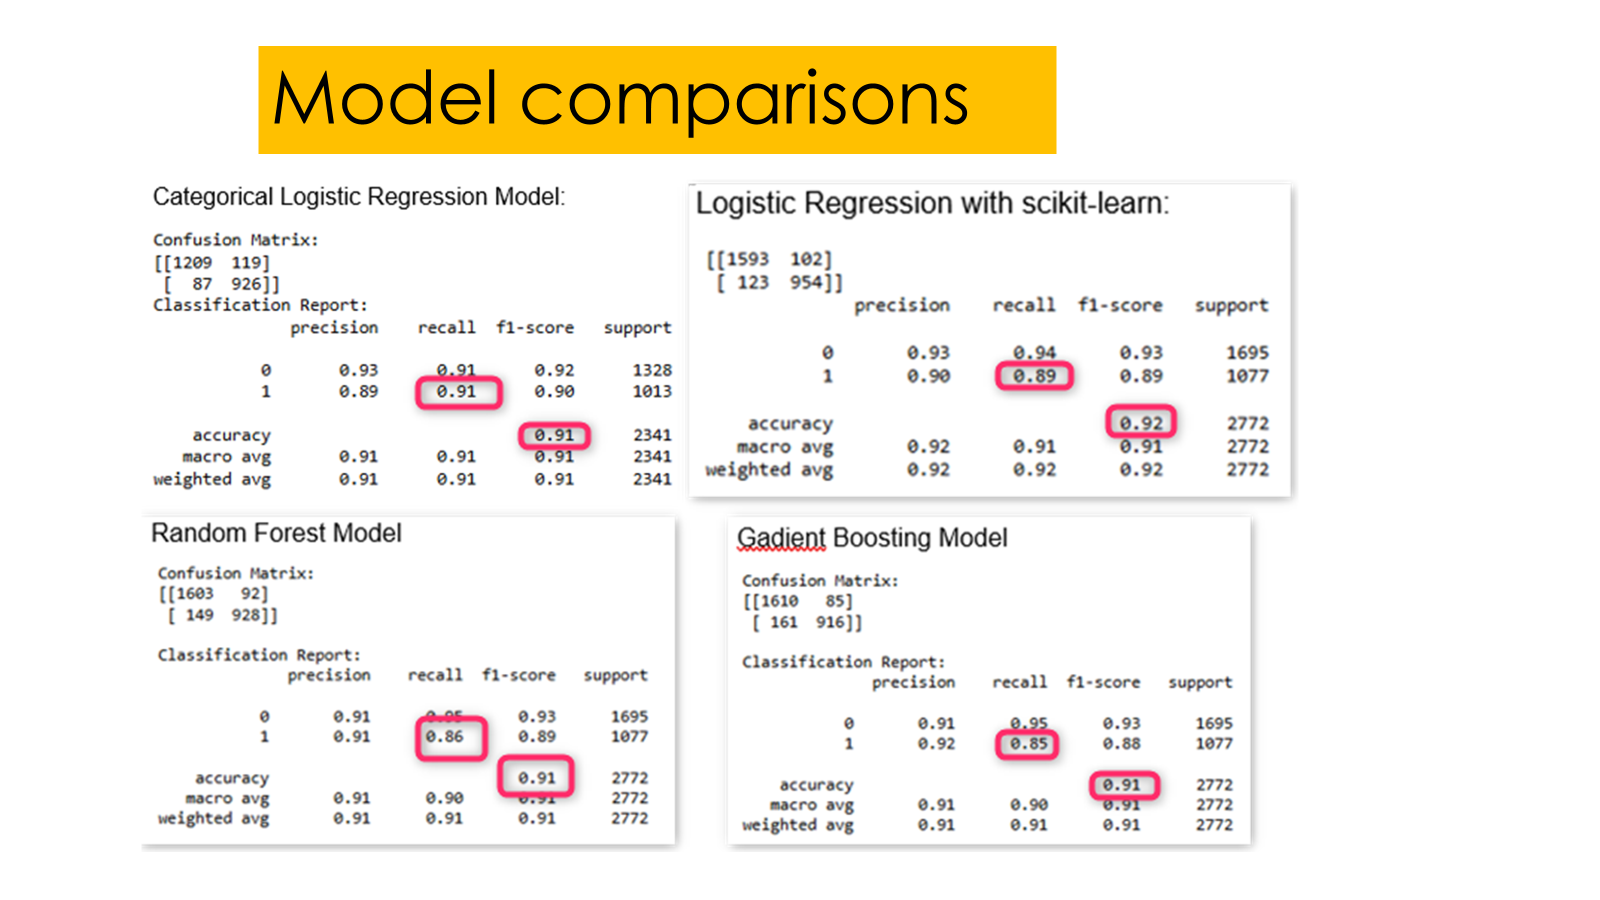 Model comparisons
Categorical Logistic Regression Model:
Confusion Matrix:
[[1209 119]
[ 87 926]]
Classification Report:
precision recall f1-score support
0 0.93 0.91 0.92 1328
1 0.89 0.91 0.90 1013
accuracy 0.91 2341
macro avg 0.91 0.91 0.91 2341
weighted avg 0.91 0.91 0.91 2341
Logistic Regression with scikit-learn:
[[1593 102]
[ 123 954]]
precision recall f1-score support
0 0.93 0.94 0.93 1695
1 0.90 0.89 0.89 1077
accuracy 0.92 2772
macro avg 0.92 0.91 0.91 2772
weighted avg 0.92 0.92 0.92 2772
Random Forest Model
Confusion Matrix:
[[1603 92]
[ 149 928]]
Classification Report:
precision recall f1-score support
0 0.91 0.95 0.93 1695
1 0.91 0.86 0.89 1077
accuracy 0.91 2772
macro avg 0.91 0.90 0.91 2772
weighted avg 0.91 0.91 0.91 2772
Gadient Boosting Model
Confusion Matrix:
[[1610 85]
[ 161 916]]
Classification Report:
precision recall f1-score support
0 0.91 0.95 0.93 1695
1 0.92 0.85 0.88 1077
accuracy 0.91 2772
macro avg 0.91 0.90 0.91 2772
weighted avg 0.91 0.91 0.91 2772